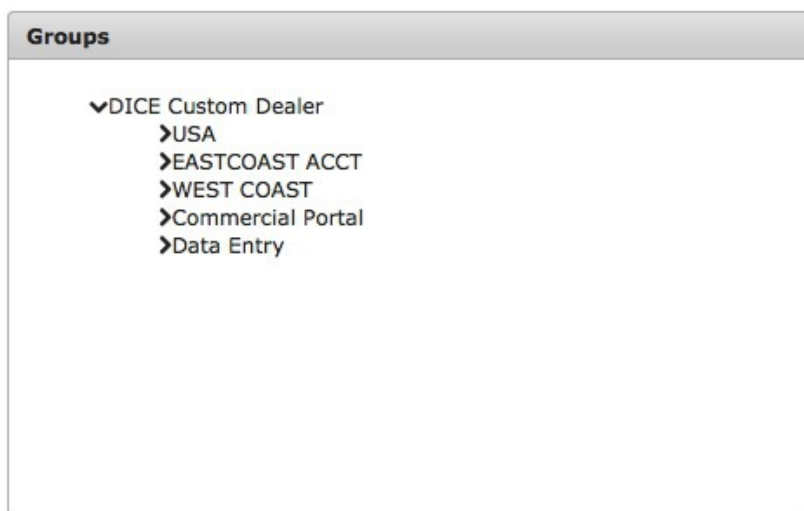 Groups
DICE Custom Dealer
USA
EASTCOAST ACCT
WEST COAST
Commercial Portal
Data Entry